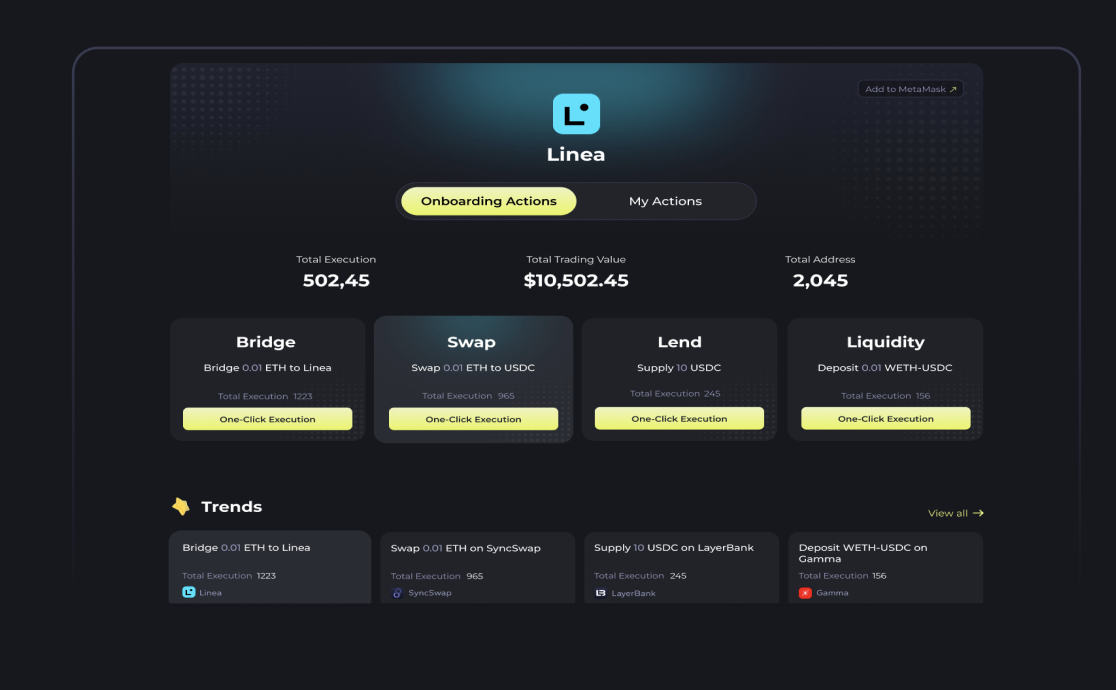 Add to MetaMask ↗
Linea
Onboarding Actions
My Actions
Total Execution
502,45
Total Trading Value
$10,502.45
Total Address
2,045
Bridge
Bridge 0.01 ETH to Linea
Total Execution 1223
One-Click Execution
Swap
Swap 0.01 ETH to USDC
Total Execution 965
One-Click Execution
Lend
Supply 10 USDC
Total Execution 245
One-Click Execution
Liquidity
Deposit 0.01 WETH-USDC
Total Execution 156
One-Click Execution
Trends
View all →
Bridge 0.01 ETH to Linea
Total Execution 1223
Linea
Swap 0.01 ETH on SyncSwap
Total Execution 965
SyncSwap
Supply 10 USDC on LayerBank
Total Execution 245
LayerBank
Deposit WETH-USDC on
Gamma
Total Execution 156
Gamma